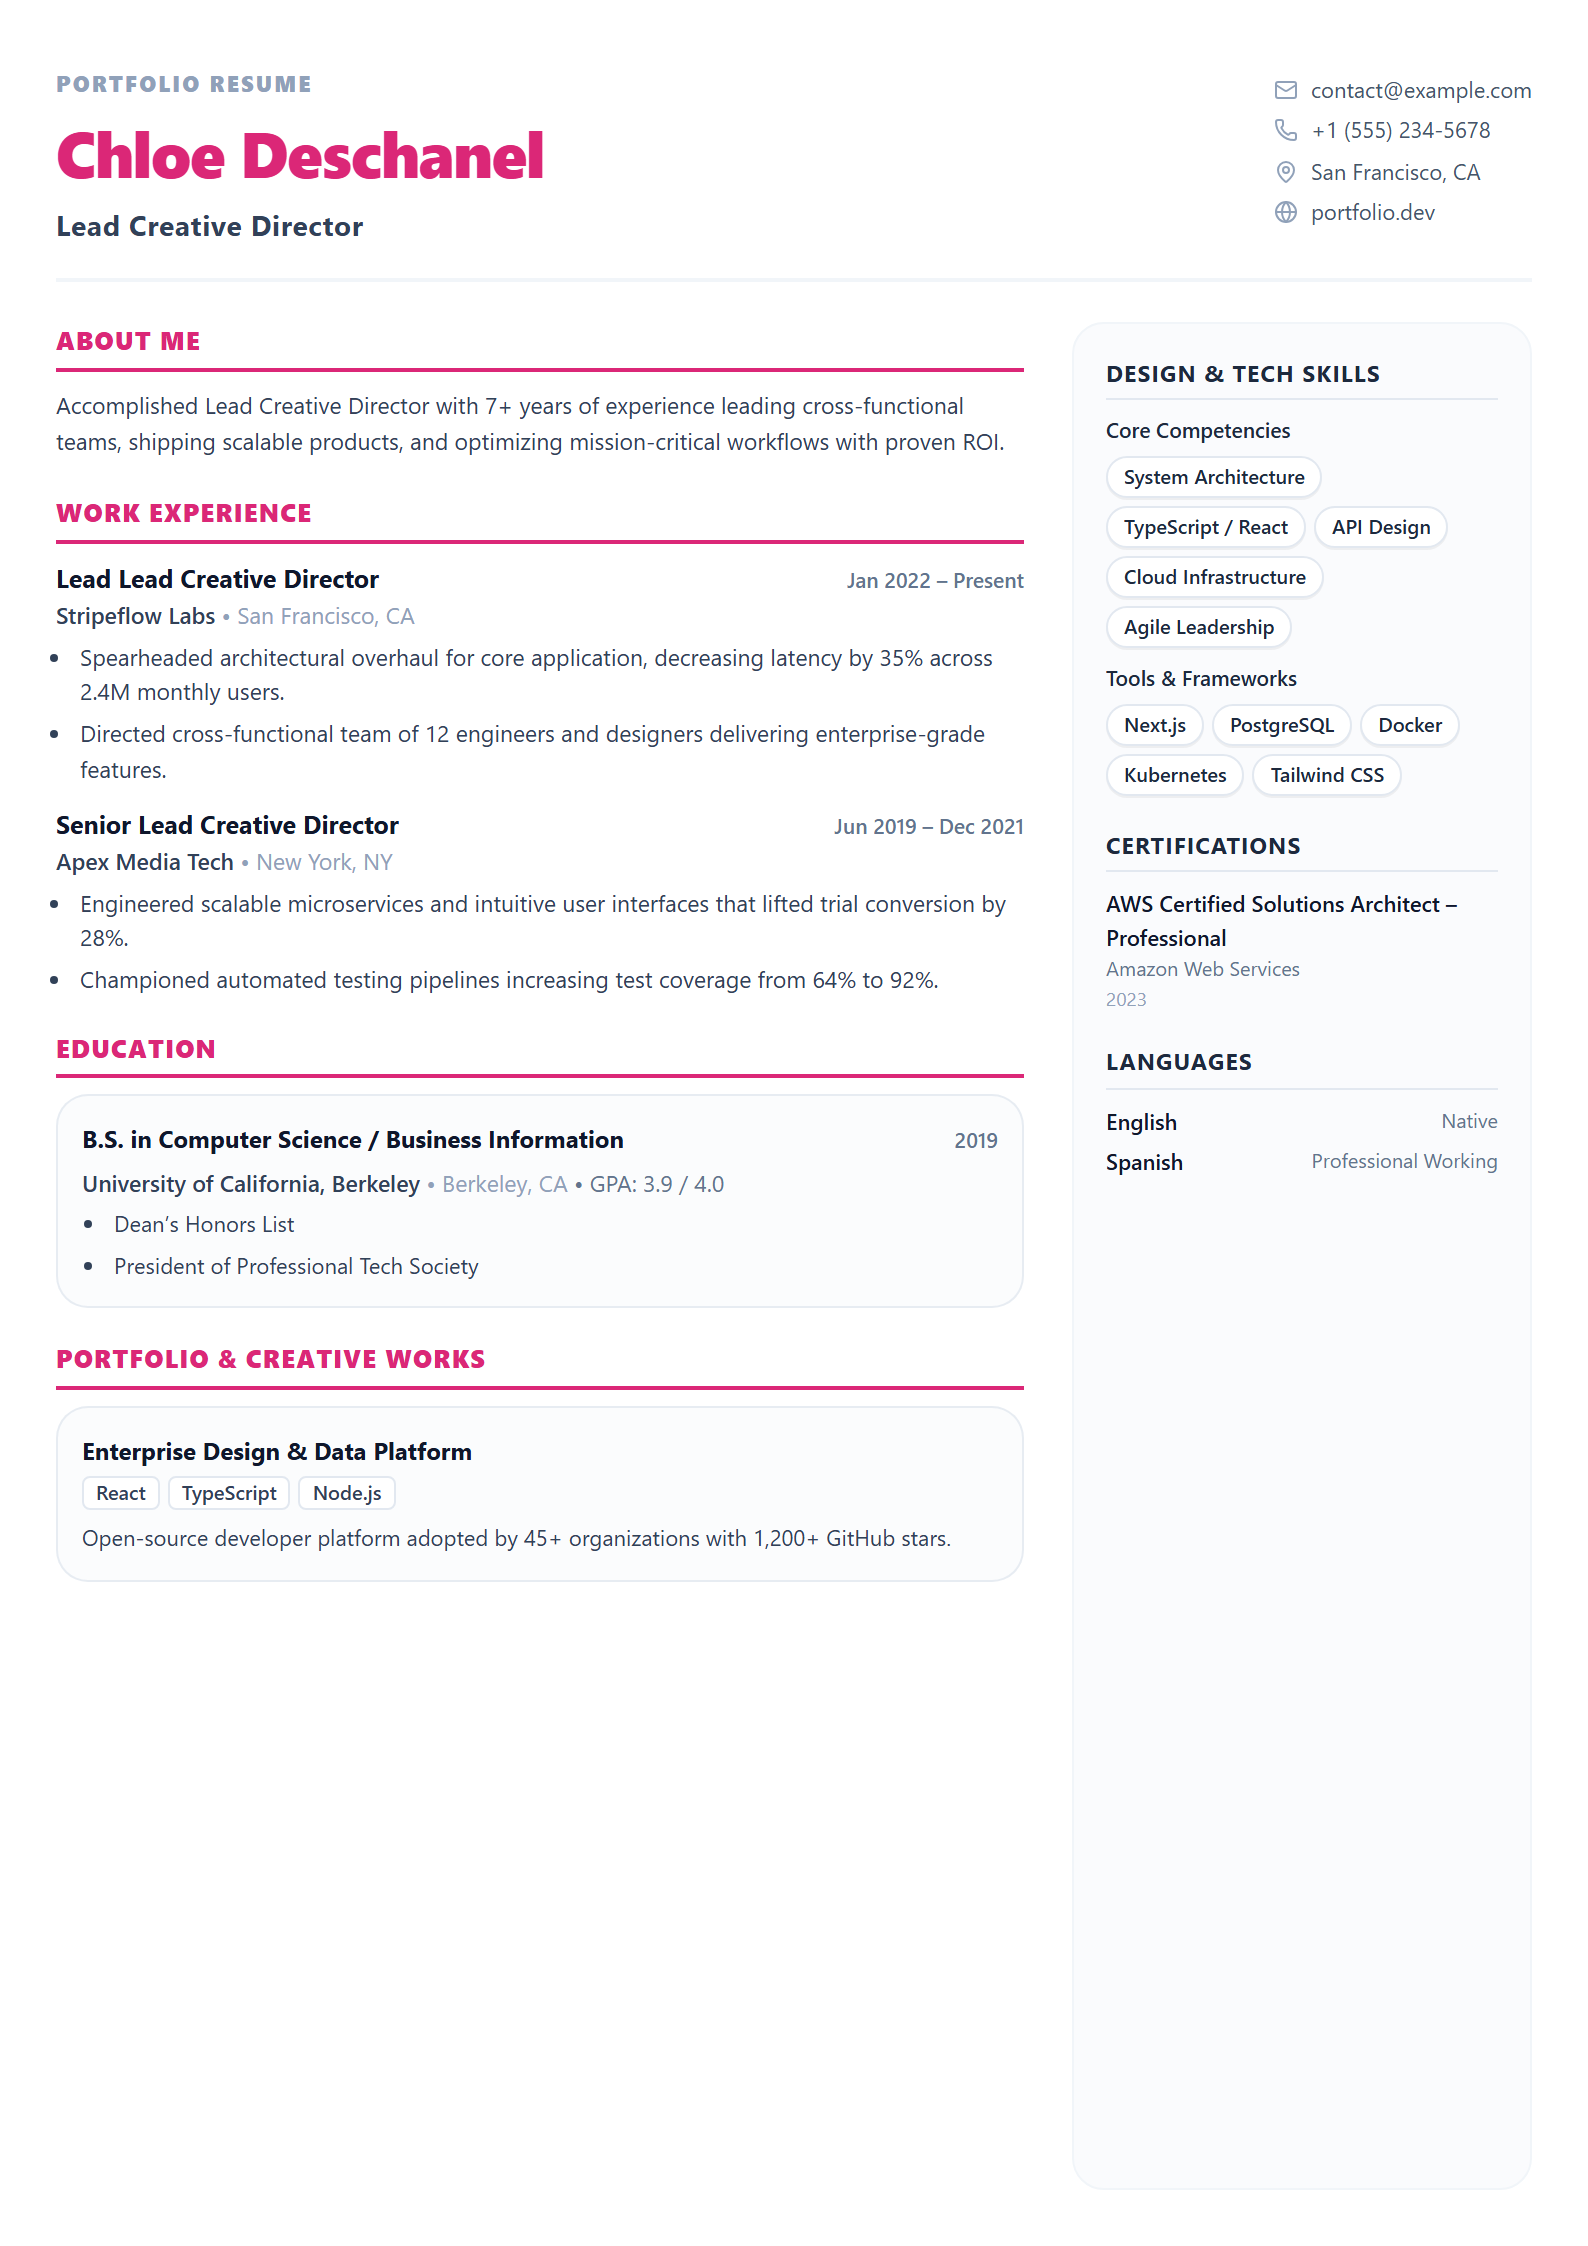 PORTFOLIO RESUME
Chloe Deschanel
Lead Creative Director
contact@example.com
+1 (555) 234-5678
San Francisco, CA
portfolio.dev
ABOUT ME
Accomplished Lead Creative Director with 7+ years of experience leading cross-functional
teams, shipping scalable products, and optimizing mission-critical workflows with proven ROI.
WORK EXPERIENCE
Lead Lead Creative Director Jan 2022 – Present
Stripeflow Labs • San Francisco, CA
• Spearheaded architectural overhaul for core application, decreasing latency by 35% across
2.4M monthly users.
• Directed cross-functional team of 12 engineers and designers delivering enterprise-grade
features.
Senior Lead Creative Director Jun 2019 – Dec 2021
Apex Media Tech • New York, NY
• Engineered scalable microservices and intuitive user interfaces that lifted trial conversion by
28%.
• Championed automated testing pipelines increasing test coverage from 64% to 92%.
EDUCATION
B.S. in Computer Science / Business Information 2019
University of California, Berkeley • Berkeley, CA • GPA: 3.9 / 4.0
• Dean’s Honors List
• President of Professional Tech Society
PORTFOLIO & CREATIVE WORKS
Enterprise Design & Data Platform
React TypeScript Node.js
Open-source developer platform adopted by 45+ organizations with 1,200+ GitHub stars.
DESIGN & TECH SKILLS
Core Competencies
System Architecture
TypeScript / React API Design
Cloud Infrastructure
Agile Leadership
Tools & Frameworks
Next.js PostgreSQL Docker
Kubernetes Tailwind CSS
CERTIFICATIONS
AWS Certified Solutions Architect –
Professional
Amazon Web Services
2023
LANGUAGES
English Native
Spanish Professional Working